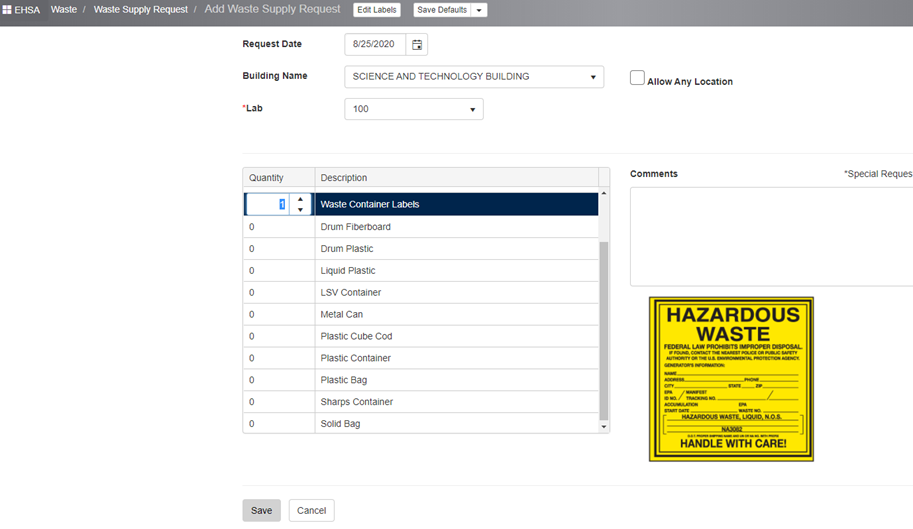 EHSA Waste / Waste Supply Request / Add Waste Supply Request Edit Labels Save Defaults
Request Date 8/25/2020
Building Name SCIENCE AND TECHNOLOGY BUILDING Allow Any Location
*Lab 100
Quantity Description
1 Waste Container Labels
0 Drum Fiberboard
0 Drum Plastic
0 Liquid Plastic
0 LSV Container
0 Metal Can
0 Plastic Cube Cod
0 Plastic Container
0 Plastic Bag
0 Sharps Container
0 Solid Bag
Comments *Special Reques
HAZARDOUS
WASTE
FEDERAL LAW PROHIBITS IMPROPER DISPOSAL.
IF FOUND, CONTACT THE NEAREST POLICE OR PUBLIC SAFETY
AUTHORITY OR THE U.S. ENVIRONMENTAL PROTECTION AGENCY.
GENERATOR'S INFORMATION:
NAME
ADDRESS PHONE
CITY STATE ZIP
EPA MANIFEST
ID NO. / TRACKING NO. /
ACCUMULATION EPA
START DATE WASTE NO.
HAZARDOUS WASTE, LIQUID, N.O.S.
NA3082
HANDLE WITH CARE!
Save Cancel